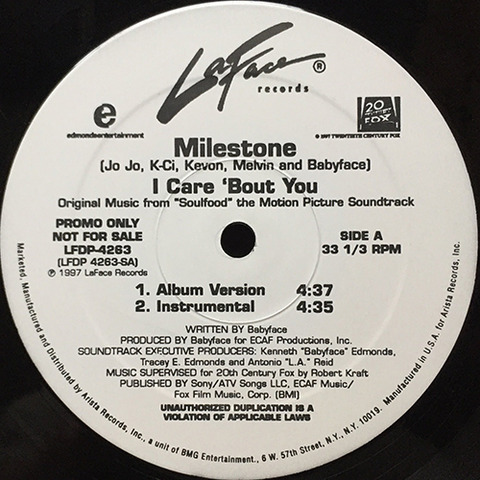 LaFace
records ®
e
edmondsentertainment
20
CENTURY
FOX
© 1997 TWENTIETH CENTURY FOX
Milestone
(Jo Jo, K-Ci, Kevon, Melvin and Babyface)
I Care ‘Bout You
Original Music from "Soulfood" the Motion Picture Soundtrack
PROMO ONLY
NOT FOR SALE
LFDP-4263
(LFDP 4263-SA)
℗ 1997 LaFace Records
SIDE A
33 1/3 RPM
1. Album Version 4:37
2. Instrumental 4:35
WRITTEN BY Babyface
PRODUCED BY Babyface for ECAF Productions, Inc.
SOUNDTRACK EXECUTIVE PRODUCERS: Kenneth "Babyface" Edmonds,
Tracey E. Edmonds and Antonio "L.A." Reid
MUSIC SUPERVISED for 20th Century Fox by Robert Kraft
PUBLISHED BY Sony/ATV Songs LLC, ECAF Music/
Fox Film Music, Corp. (BMI)
UNAUTHORIZED DUPLICATION IS A
VIOLATION OF APPLICABLE LAWS
Marketed, Manufactured and Distributed by Arista Records, Inc., a unit of BMG Entertainment., 6 W. 57th Street, N.Y., N.Y. 10019. Manufactured in U.S.A. for Arista Records, Inc.